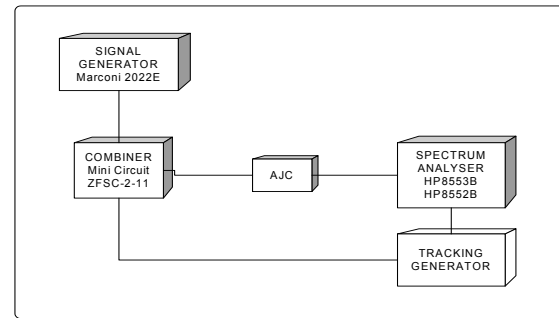 SIGNAL
GENERATOR
Marconi 2022E
COMBINER
Mini Circuit
ZFSC-2-11
AJC
SPECTRUM
ANALYSER
HP8553B
HP8552B
TRACKING
GENERATOR